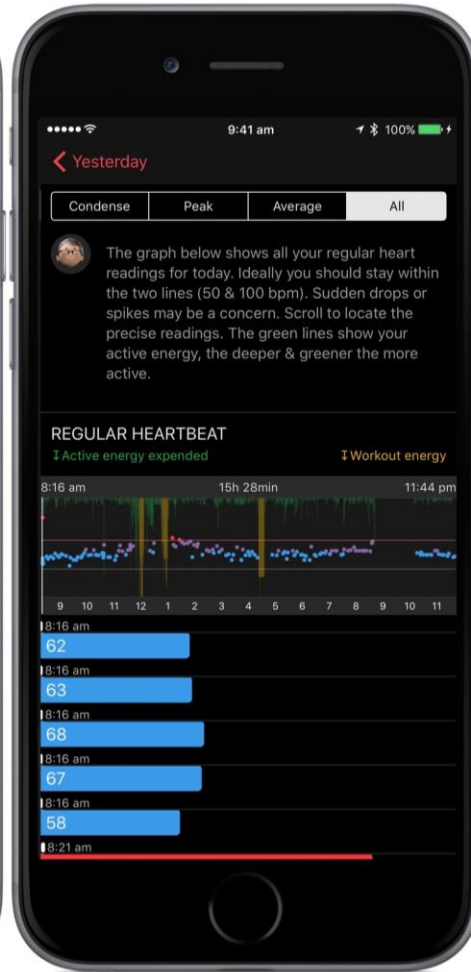 9:41 am
100%
Yesterday
Condense Peak Average All
The graph below shows all your regular heart
readings for today. Ideally you should stay within
the two lines (50 & 100 bpm). Sudden drops or
spikes may be a concern. Scroll to locate the
precise readings. The green lines show your
active energy, the deeper & greener the more
active.
REGULAR HEARTBEAT
↧Active energy expended ↧Workout energy
8:16 am 15h 28min 11:44 pm
9 10 11 12 1 2 3 4 5 6 7 8 9 10 11
8:16 am
62
8:16 am
63
8:16 am
68
8:16 am
67
8:16 am
58
8:21 am